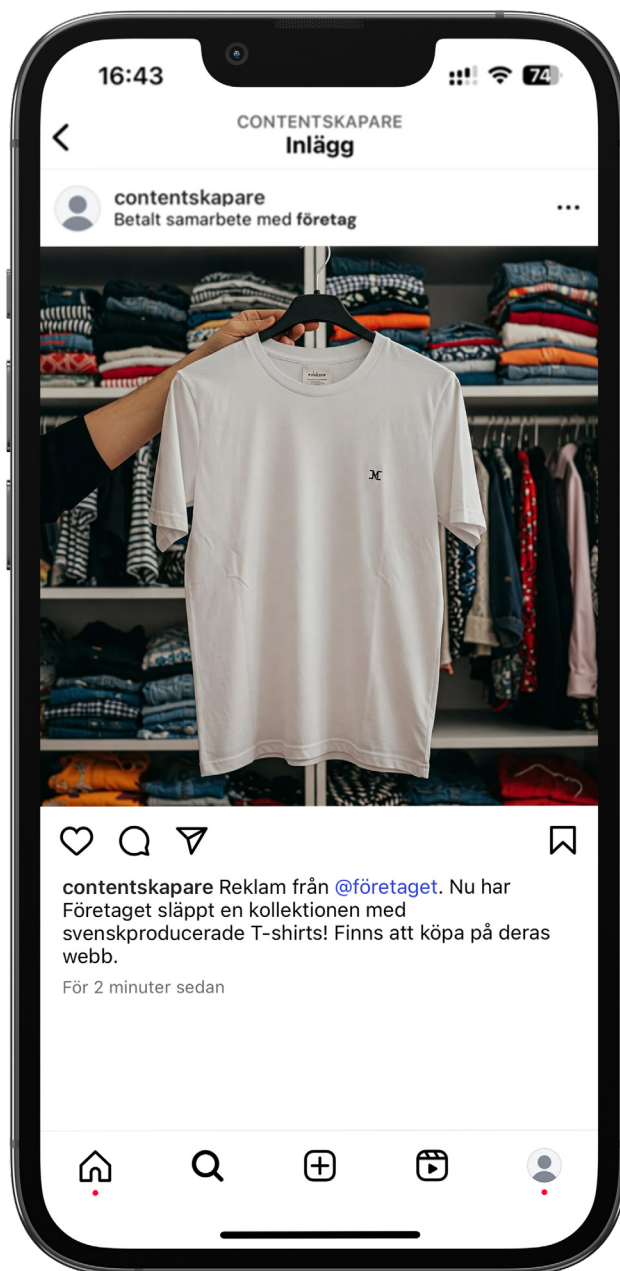 16:43
74
CONTENTSKAPARE
Inlägg
contentskapare
Betalt samarbete med företag
contentskapare Reklam från @företaget. Nu har
Företaget släppt en kollektionen med
svenskproducerade T-shirts! Finns att köpa på deras
webb.
För 2 minuter sedan